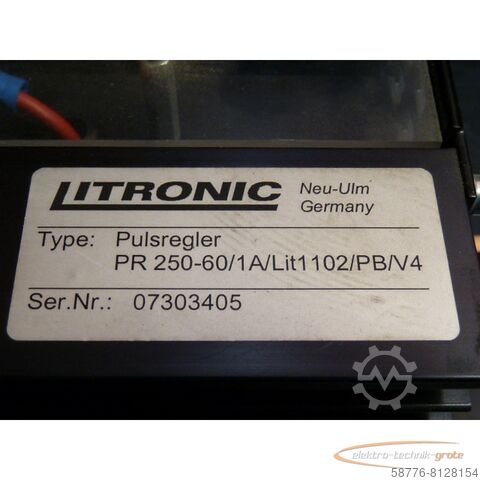 LITRONIC Neu-Ulm
Germany
Type: Pulsregler
PR 250-60/1A/Lit1102/PB/V4
Ser.Nr.: 07303405
elektro-technik-grote
58776-8128154